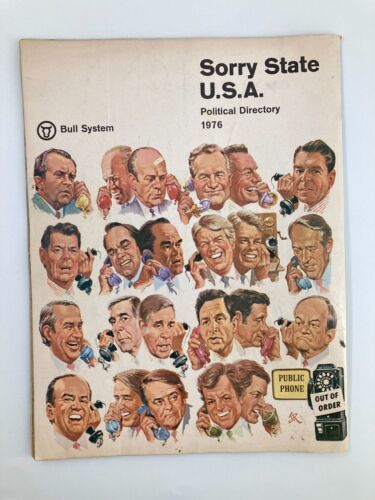 Sorry State
U.S.A.
Political Directory
1976
Bull System
PUBLIC
PHONE
OUT OF
ORDER